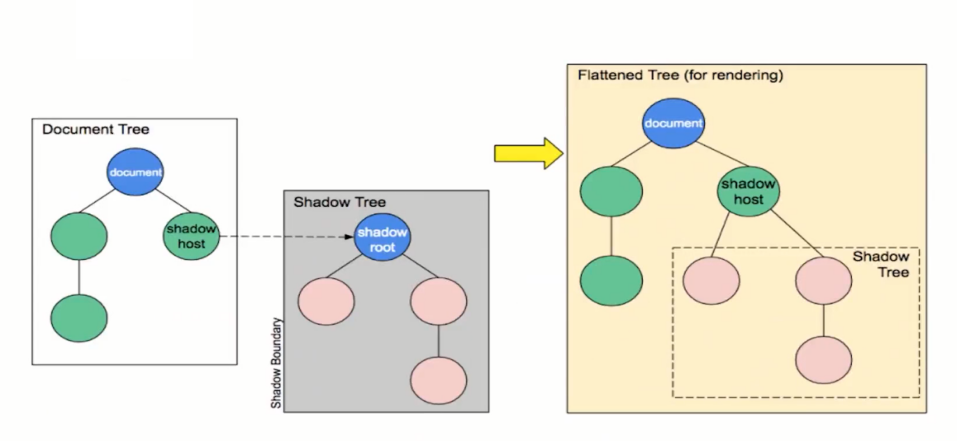 Document Tree
document
shadow
host
Shadow Tree
shadow
root
Shadow Boundary
Flattened Tree (for rendering)
document
shadow
host
Shadow
Tree